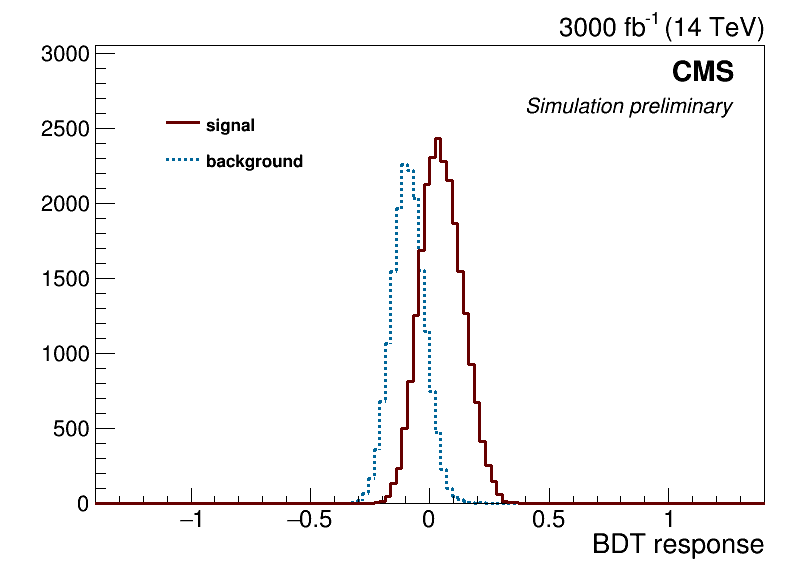 3000 fb-1 (14 TeV)
3000
CMS
Simulation preliminary
2500
signal
background
2000
1500
1000
500
0
−1 −0.5 0 0.5 1
BDT response